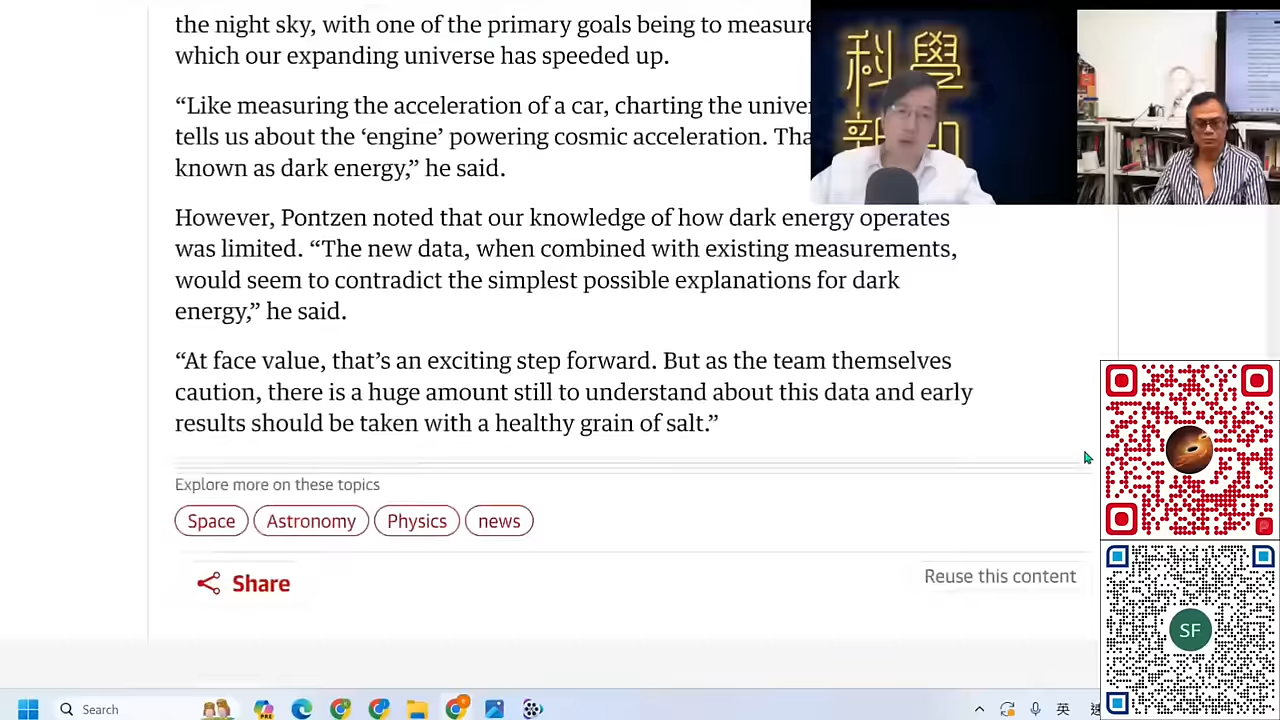 the night sky, with one of the primary goals being to measure
which our expanding universe has speeded up.
“Like measuring the acceleration of a car, charting the
tells us about the ‘engine’ powering cosmic acceleration.
known as dark energy,” he said.
However, Pontzen noted that our knowledge of how dark energy operates
was limited. “The new data, when combined with existing measurements,
would seem to contradict the simplest possible explanations for dark
energy,” he said.
“At face value, that’s an exciting step forward. But as the team themselves
caution, there is a huge amount still to understand about this data and early
results should be taken with a healthy grain of salt.”
Explore more on these topics
Space
Astronomy
Physics
news
Share
Reuse this content
科學
新知
SF
Search
英